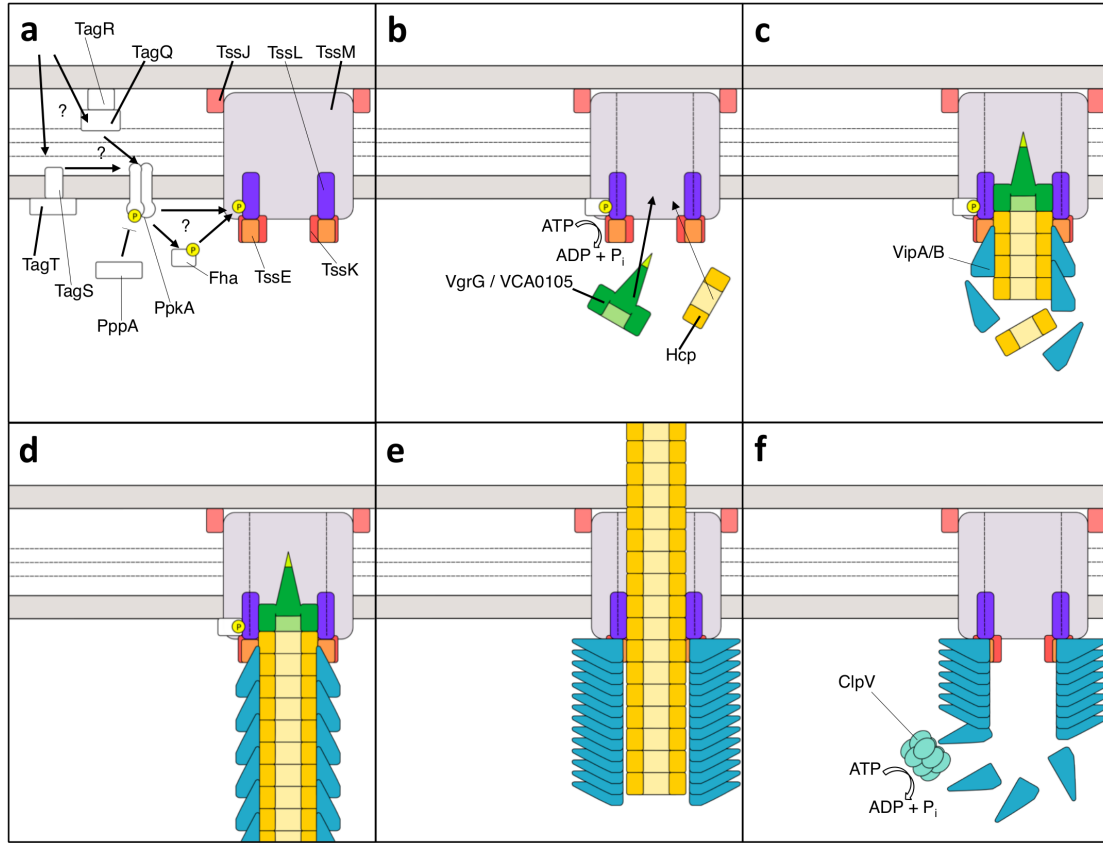 a
TagR
TagQ
TssJ
TssL
TssM
?
?
?
P
P
P
TagT
TagS
PppA
PpkA
Fha
TssE
TssK
b
P
ATP
ADP + Pi
VgrG / VCA0105
Hcp
c
P
VipA/B
d
P
e
f
ClpV
ATP
ADP + Pi